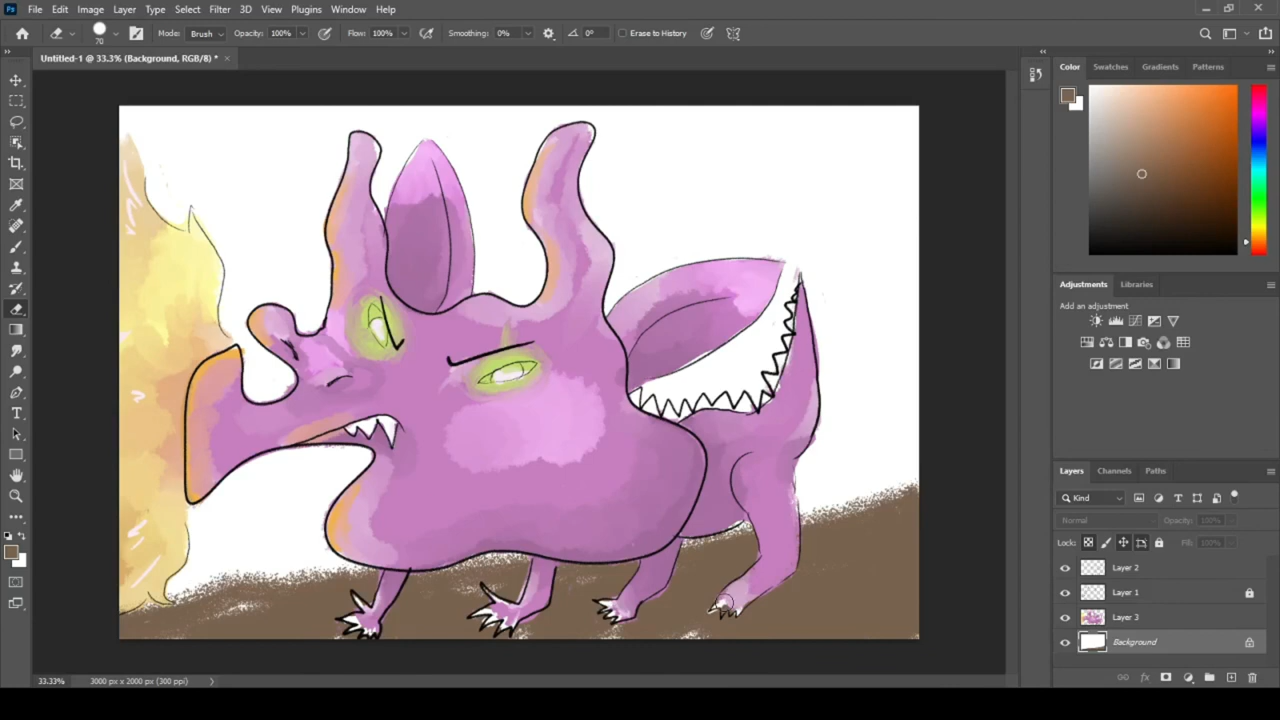 Ps File Edit Image Layer Type Select Filter 3D View Plugins Window Help
70 Mode: Brush Opacity: 100% Flow: 100% Smoothing: 0% 0° Erase to History
Untitled-1 @ 33.3% (Background, RGB/8) * ×
Color Swatches Gradients Patterns
Adjustments Libraries
Add an adjustment
Layers Channels Paths
Kind
Normal Opacity: 100%
Lock: Fill: 100%
Layer 2
Layer 1
Layer 3
Background
33.33% 3000 px x 2000 px (300 ppi)